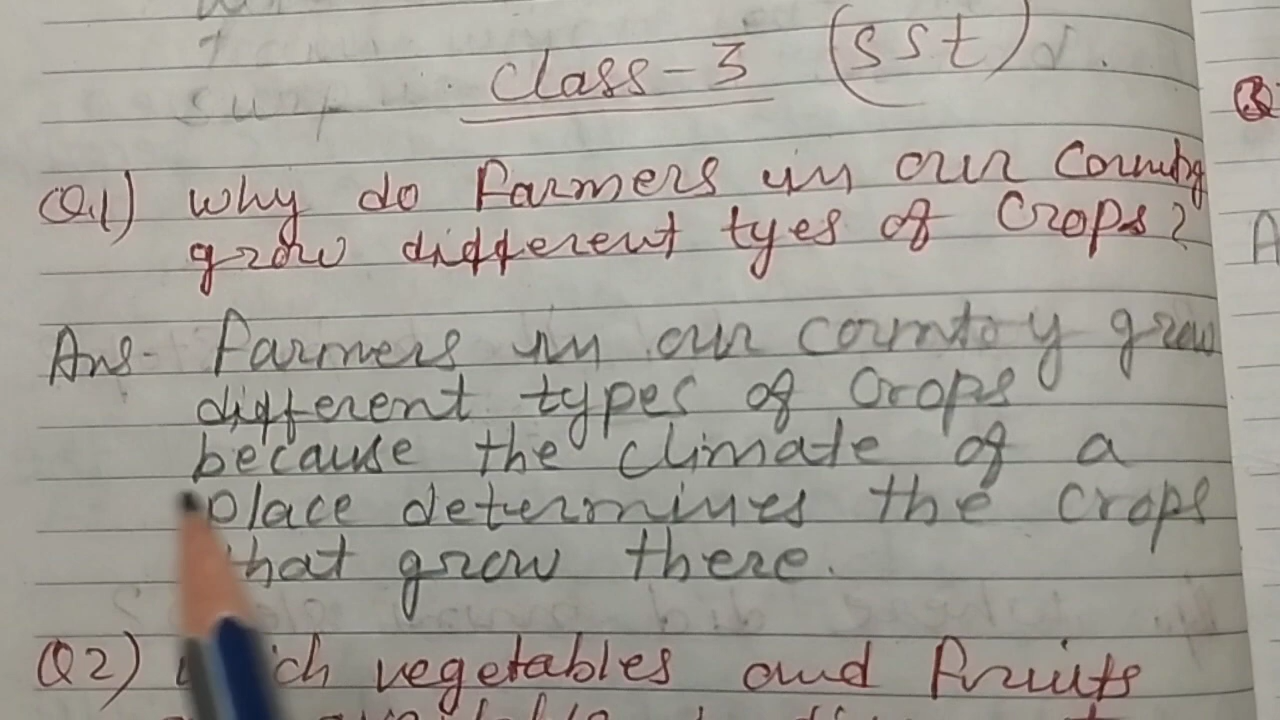 Class-3 (SST)
Q.1) why do Farmers in our Country
grow different tyes of Crops?
Ans- Farmers in our country grow
different types of Crops
because the climate of a
place determines the crops
that grow there.
Q2) which vegetables and Fruits